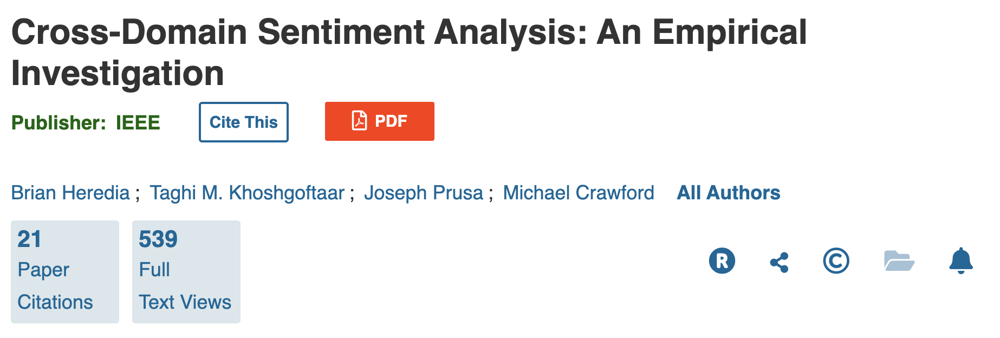 Cross-Domain Sentiment Analysis: An Empirical
Investigation
Publisher: IEEE Cite This PDF
Brian Heredia ; Taghi M. Khoshgoftaar ; Joseph Prusa ; Michael Crawford All Authors
21
Paper
Citations
539
Full
Text Views
R
©